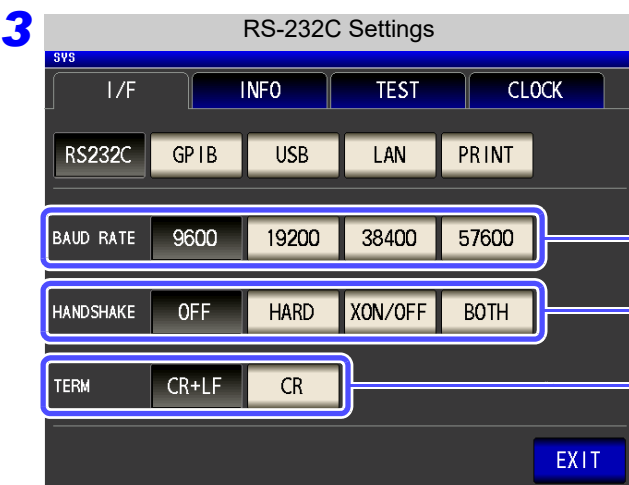 3
RS-232C Settings
SYS
I/F INFO TEST CLOCK
RS232C GPIB USB LAN PRINT
BAUD RATE 9600 19200 38400 57600
HANDSHAKE OFF HARD XON/OFF BOTH
TERM CR+LF CR
EXIT